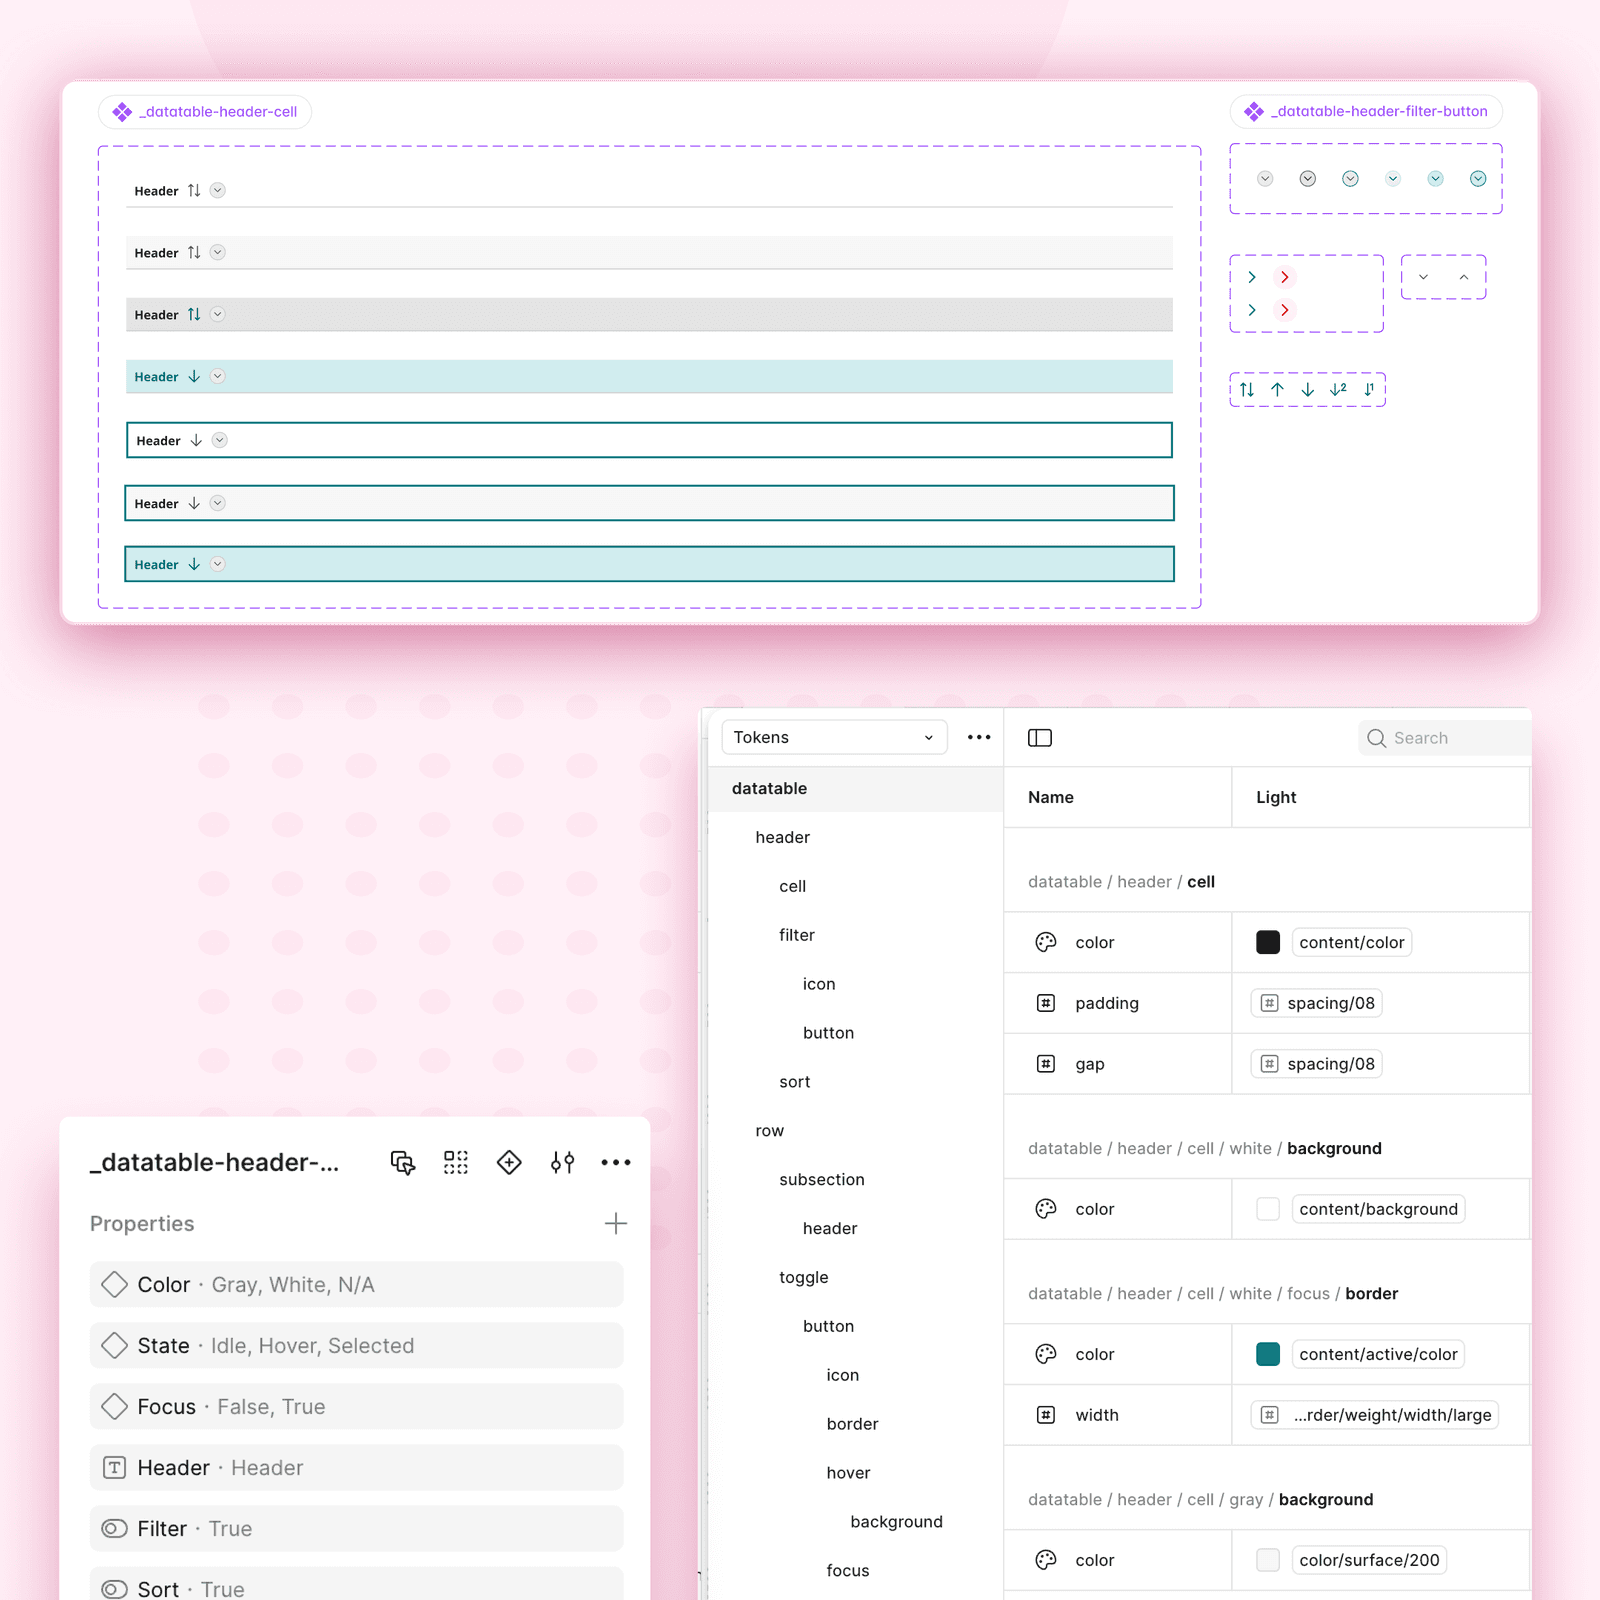 _datatable-header-cell
_datatable-header-filter-button
Header
Header
Header
Header
Header
Header
Header
2
1
Tokens
datatable
header
cell
filter
icon
button
sort
row
subsection
header
toggle
button
icon
border
hover
background
focus
Search
Name
Light
datatable / header / cell
color
content/color
padding
spacing/08
gap
spacing/08
datatable / header / cell / white / background
color
content/background
datatable / header / cell / white / focus / border
color
content/active/color
width
...rder/weight/width/large
datatable / header / cell / gray / background
color
color/surface/200
_datatable-header-...
Properties
Color · Gray, White, N/A
State · Idle, Hover, Selected
Focus · False, True
Header · Header
Filter · True
Sort · True